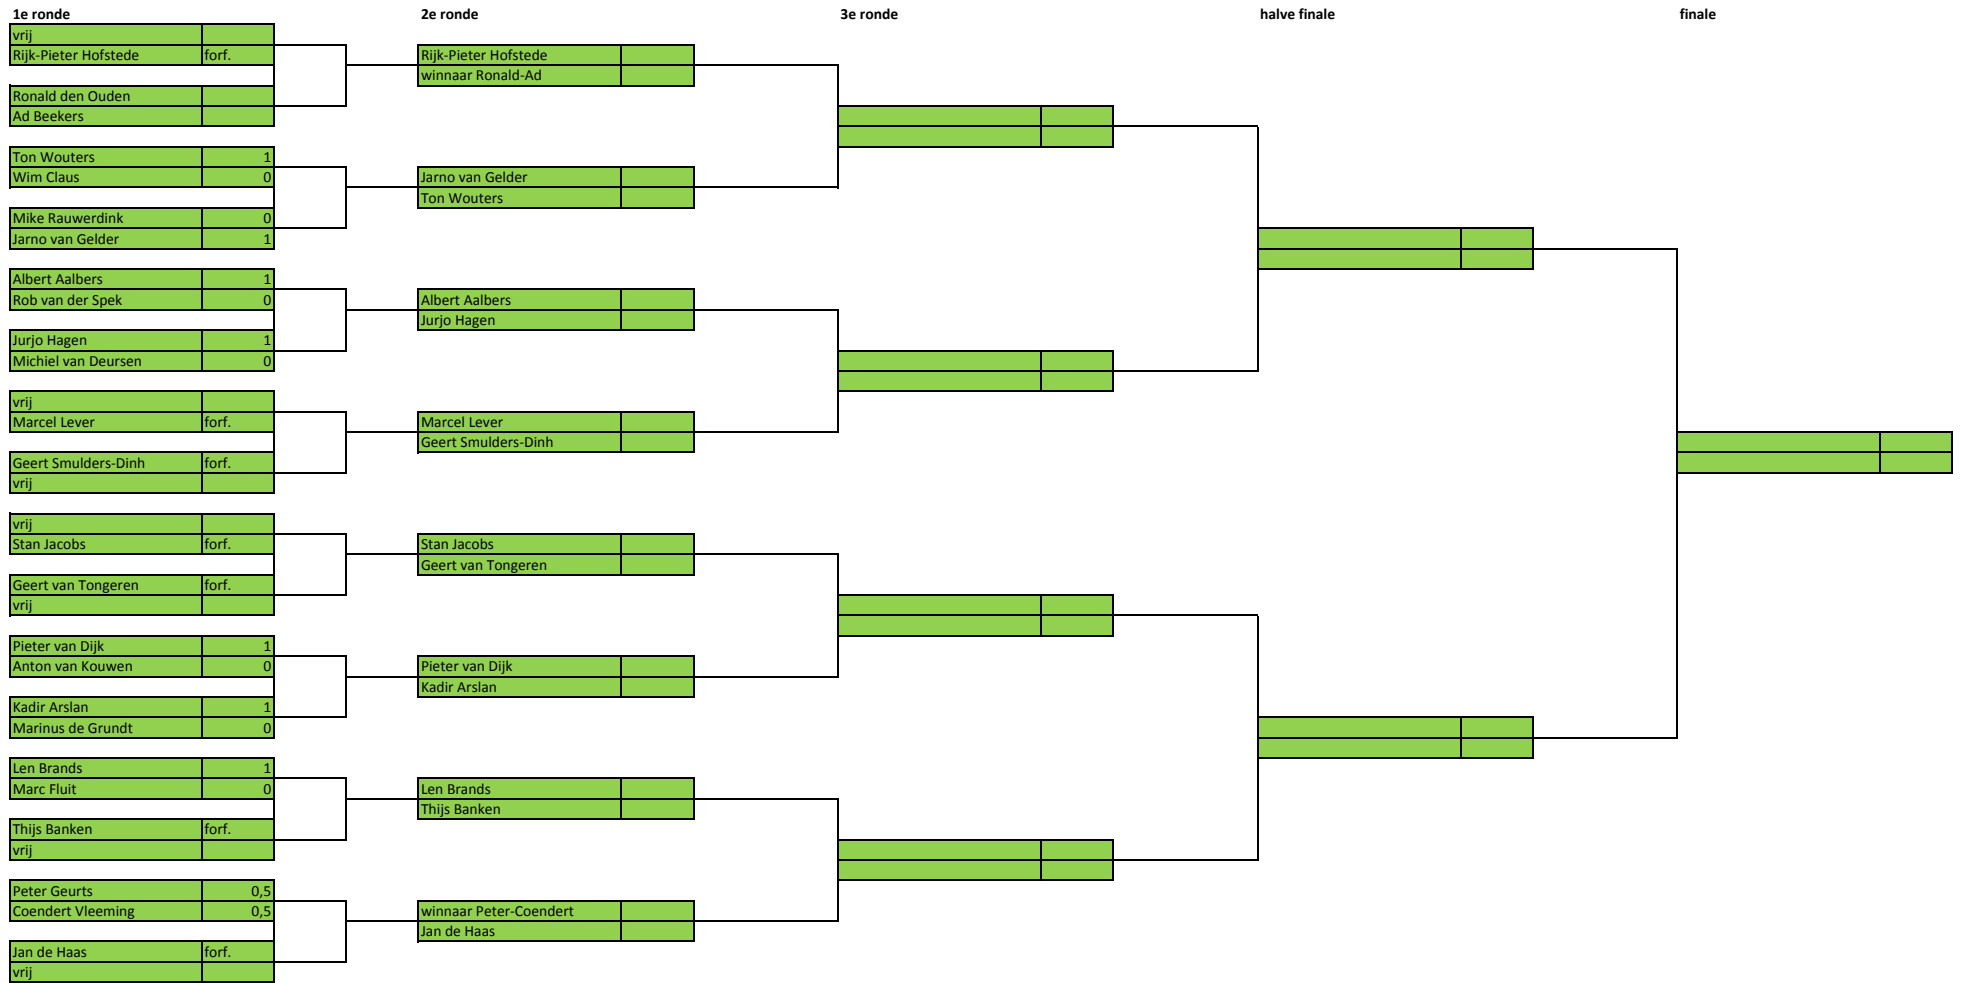 1e ronde 2e ronde 3e ronde halve finale finale
vrij
Rijk-Pieter Hofstede forf.
Ronald den Ouden
Ad Beekers
Ton Wouters 1
Wim Claus 0
Mike Rauwerdink 0
Jarno van Gelder 1
Albert Aalbers 1
Rob van der Spek 0
Jurjo Hagen 1
Michiel van Deursen 0
vrij
Marcel Lever forf.
Geert Smulders-Dinh forf.
vrij
vrij
Stan Jacobs forf.
Geert van Tongeren forf.
vrij
Pieter van Dijk 1
Anton van Kouwen 0
Kadir Arslan 1
Marinus de Grundt 0
Len Brands 1
Marc Fluit 0
Thijs Banken forf.
vrij
Peter Geurts 0,5
Coendert Vleeming 0,5
Jan de Haas forf.
vrij
Rijk-Pieter Hofstede
winnaar Ronald-Ad
Jarno van Gelder
Ton Wouters
Albert Aalbers
Jurjo Hagen
Marcel Lever
Geert Smulders-Dinh
Stan Jacobs
Geert van Tongeren
Pieter van Dijk
Kadir Arslan
Len Brands
Thijs Banken
winnaar Peter-Coendert
Jan de Haas